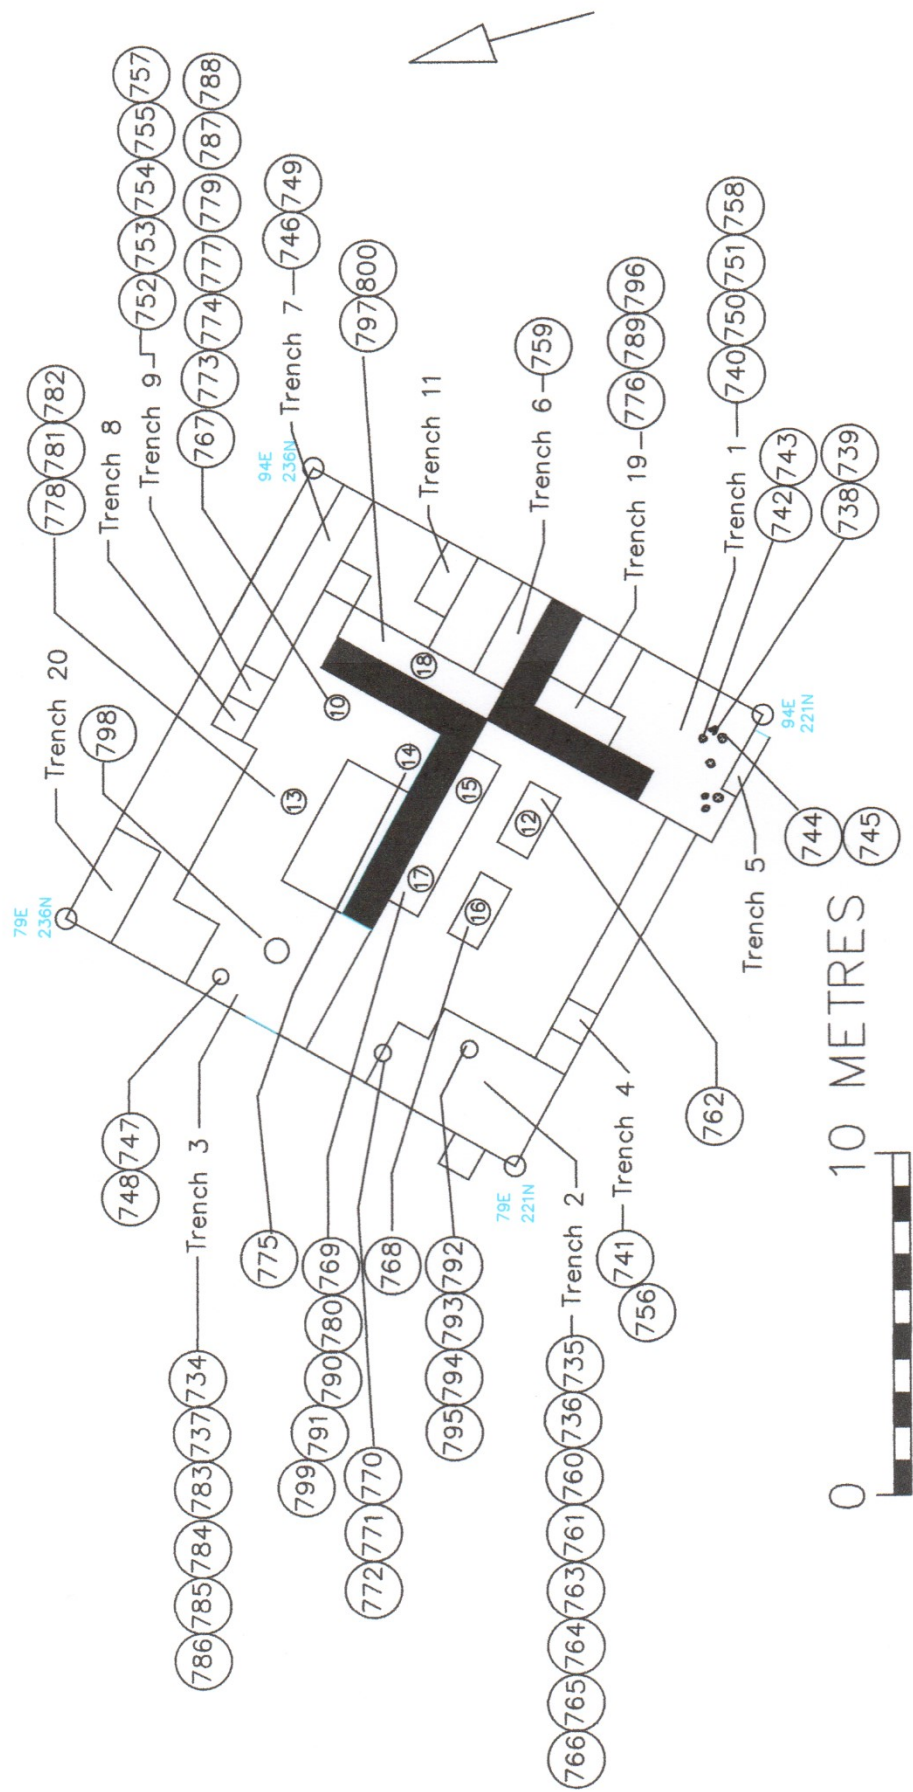 752 753 754 755 757
Trench 9
767 773 774 777 779 787 788
778 781 782
Trench 8
Trench 20
798
94E
236N
Trench 7
746 749
797 800
Trench 11
Trench 6
759
Trench 19
776 789 796
Trench 1
740 750 751 758
742 743
738 739
94E
221N
744 745
Trench 5
79E
236N
10
13
14
18
15
17
12
16
748 747
Trench 3
786 785 784 783 737 734
775
799 791 790 780 769
772 771 770
768
795 794 793 792
79E
221N
Trench 2
766 765 764 763 761 760 736 735
Trench 4
741
756
762
0
10 METRES